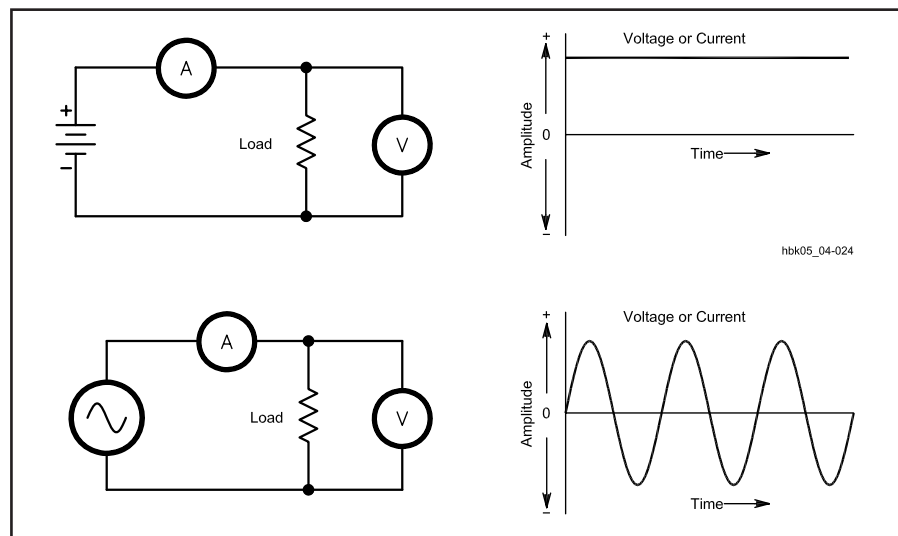 A
+
Load
V
−
Voltage or Current
+
Amplitude
0
Time
−
hbk05_04-024
A
Load
V
Voltage or Current
+
Amplitude
0
Time
−